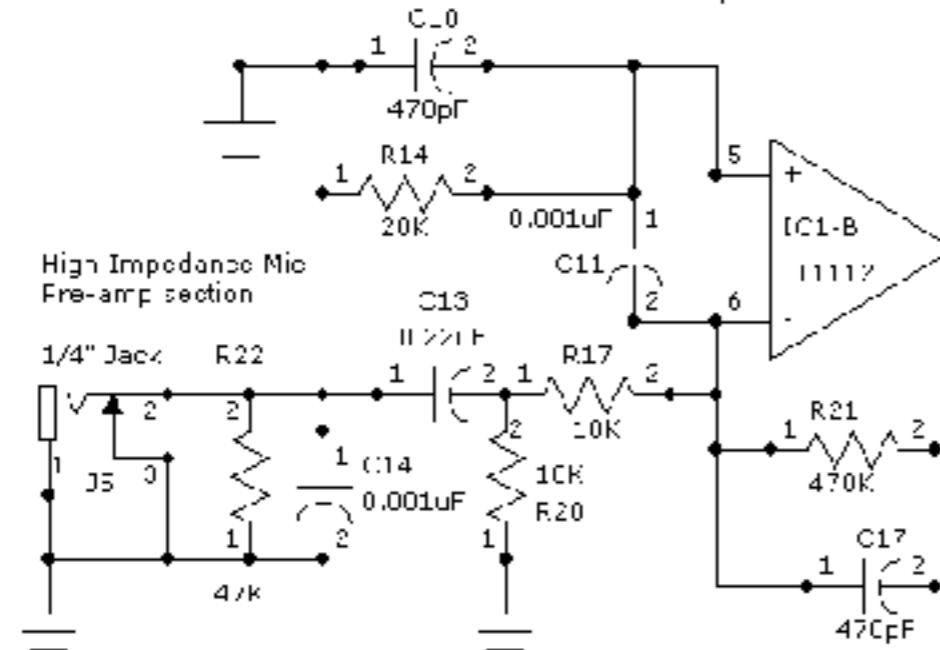 C10
1 2
470pF
R14
1 2
20K
0.001uF
1
5
+
IC1-B
C11
2
6
-
High Impedance Mic
Pre-amp section
1/4" Jack
R22
C13
1 2
R17
1 2
10K
2
2
2
1
J5
3
1
C14
0.001uF
2
1
47K
10K
R20
1
R21
1 2
470K
C17
1 2
470pF